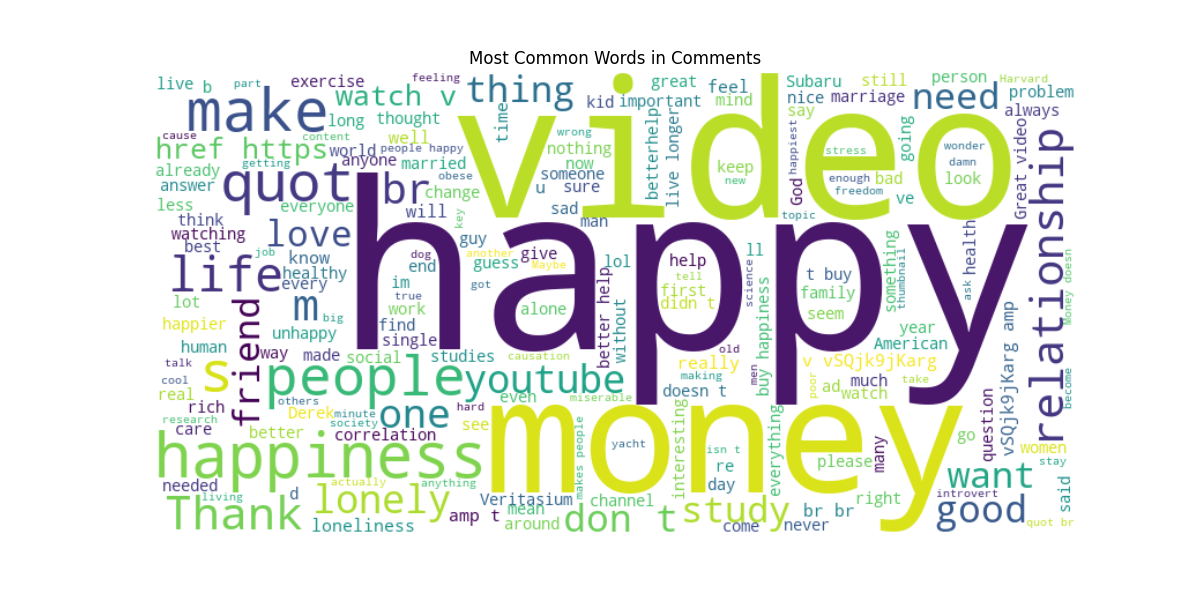 Most Common Words in Comments
live b part exercise feeling thing great feel Subaru still person Harvard
make watch v kid important mind nice marriage need problem
cause long thought time say always
href https content world people happy well wrong nothing betterhelp live longer keep stress going wonder damn Great video
already getting anyone married now someone new happiest enough bad look
answer quot obese br change u sure God freedom ve relationship
less everyone will sad man topic
think key video
watching love guy happy
best know job dog end another give lol help ll something ask health
life healthy every im guess Maybe tell science t buy thumbnail Money doesn
lot true got better help first didn t family
happier friend m big work alone without buy happiness seem
human unhappy find single year
way made social studies causation really old American
talk s people youtube making men v vSQjk9jKarg
cool doesn t poor ad much take vSQjk9jKarg amp
real others even miserable watch become
rich Derek minute one hard money
research society see interesting everything many go question
care better correlation yacht isn t women
happiness makes people re please want stay
needed actually anything day
living d lonely Veritasium channel right introvert said
Thank mean don t study br br good
loneliness amp t around come never quot br